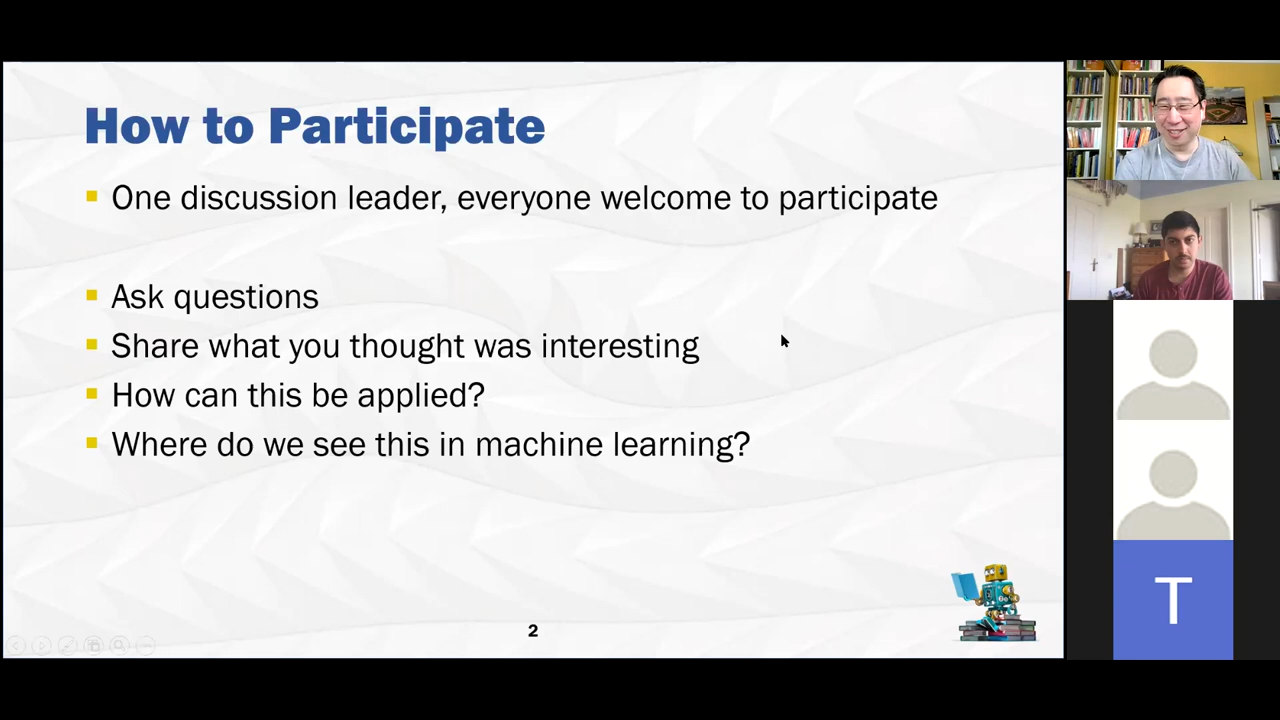 How to Participate
One discussion leader, everyone welcome to participate
Ask questions
Share what you thought was interesting
How can this be applied?
Where do we see this in machine learning?
2
T